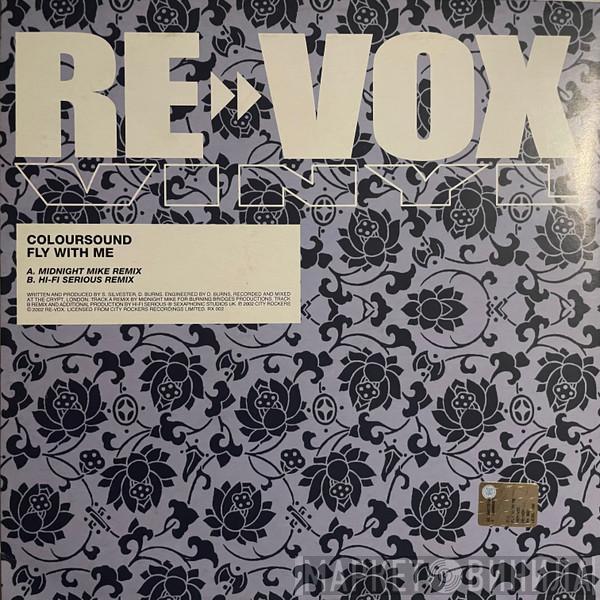 RE VOX
VINYL
COLOURSOUND
FLY WITH ME
A. MIDNIGHT MIKE REMIX
B. HI-FI SERIOUS REMIX
WRITTEN AND PRODUCED BY S. SILVESTER, D. BURNS. ENGINEERED BY D. BURNS, RECORDED AND MIXED
AT THE CRYPT, LONDON. TRACK A REMIX BY MIDNIGHT MIKE FOR BURNING BRIDGES PRODUCTIONS. TRACK
B REMIX AND ADDITIONAL PRODUCTION BY HI-FI SERIOUS @ SEXAPHONIC STUDIOS UK. ℗ 2002 CITY ROCKERS
© 2002 RE-VOX. LICENSED FROM CITY ROCKERS RECORDINGS LIMITED. RX 002